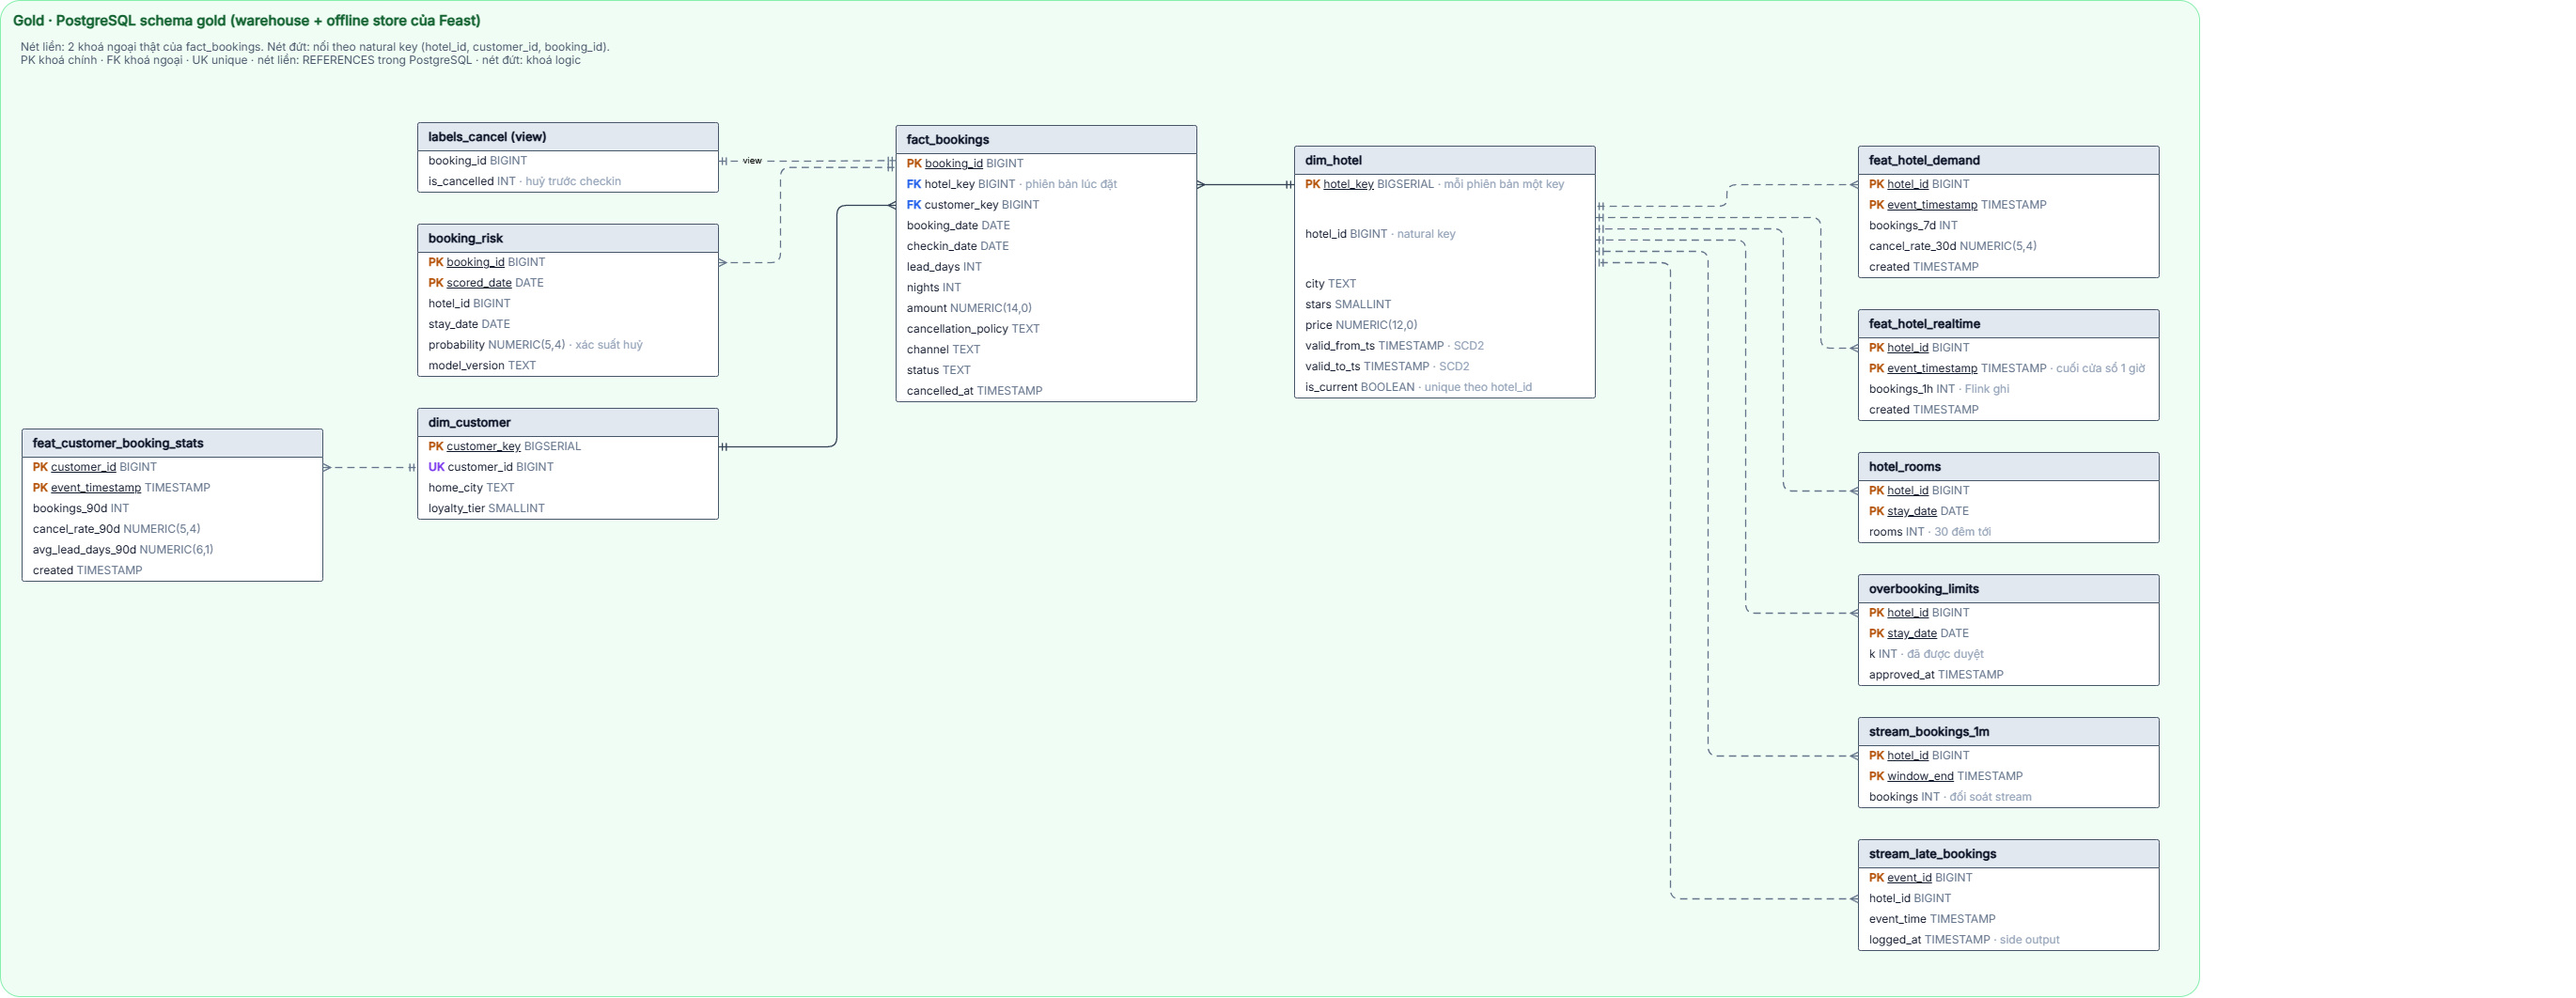 Gold · PostgreSQL schema gold (warehouse + offline store của Feast)
Nét liền: 2 khoá ngoại thật của fact_bookings. Nét đứt: nối theo natural key (hotel_id, customer_id, booking_id).
PK khoá chính · FK khoá ngoại · UK unique · nét liền: REFERENCES trong PostgreSQL · nét đứt: khoá logic
labels_cancel (view)
booking_id BIGINT
is_cancelled INT · huỷ trước checkin
view
booking_risk
PK booking_id BIGINT
PK scored_date DATE
hotel_id BIGINT
stay_date DATE
probability NUMERIC(5,4) · xác suất huỷ
model_version TEXT
feat_customer_booking_stats
PK customer_id BIGINT
PK event_timestamp TIMESTAMP
bookings_90d INT
cancel_rate_90d NUMERIC(5,4)
avg_lead_days_90d NUMERIC(6,1)
created TIMESTAMP
dim_customer
PK customer_key BIGSERIAL
UK customer_id BIGINT
home_city TEXT
loyalty_tier SMALLINT
fact_bookings
PK booking_id BIGINT
FK hotel_key BIGINT · phiên bản lúc đặt
FK customer_key BIGINT
booking_date DATE
checkin_date DATE
lead_days INT
nights INT
amount NUMERIC(14,0)
cancellation_policy TEXT
channel TEXT
status TEXT
cancelled_at TIMESTAMP
dim_hotel
PK hotel_key BIGSERIAL · mỗi phiên bản một key
hotel_id BIGINT · natural key
city TEXT
stars SMALLINT
price NUMERIC(12,0)
valid_from_ts TIMESTAMP · SCD2
valid_to_ts TIMESTAMP · SCD2
is_current BOOLEAN · unique theo hotel_id
feat_hotel_demand
PK hotel_id BIGINT
PK event_timestamp TIMESTAMP
bookings_7d INT
cancel_rate_30d NUMERIC(5,4)
created TIMESTAMP
feat_hotel_realtime
PK hotel_id BIGINT
PK event_timestamp TIMESTAMP · cuối cửa sổ 1 giờ
bookings_1h INT · Flink ghi
created TIMESTAMP
hotel_rooms
PK hotel_id BIGINT
PK stay_date DATE
rooms INT · 30 đêm tới
overbooking_limits
PK hotel_id BIGINT
PK stay_date DATE
k INT · đã được duyệt
approved_at TIMESTAMP
stream_bookings_1m
PK hotel_id BIGINT
PK window_end TIMESTAMP
bookings INT · đối soát stream
stream_late_bookings
PK event_id BIGINT
hotel_id BIGINT
event_time TIMESTAMP
logged_at TIMESTAMP · side output